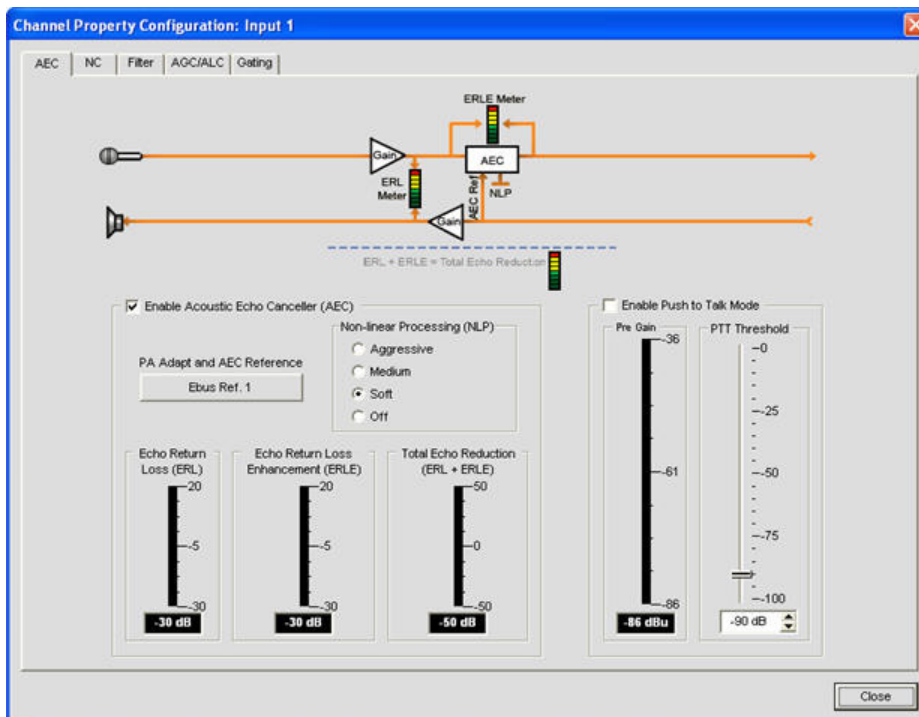 Channel Property Configuration: Input 1
AEC NC Filter AGC/ALC Gating
ERLE Meter
Gain
AEC
ERL
Meter
AEC Ref
NLP
Gain
ERL + ERLE = Total Echo Reduction
Enable Acoustic Echo Canceller (AEC)
PA Adapt and AEC Reference
Ebus Ref. 1
Non-linear Processing (NLP)
Aggressive
Medium
Soft
Off
Echo Return
Loss (ERL)
20
-5
-30
-30 dB
Echo Return Loss
Enhancement (ERLE)
20
-5
-30
-30 dB
Total Echo Reduction
(ERL + ERLE)
50
0
-50
-50 dB
Enable Push to Talk Mode
Pre Gain
-36
-61
-86
-86 dBu
PTT Threshold
0
-25
-50
-75
-100
-90 dB
Close